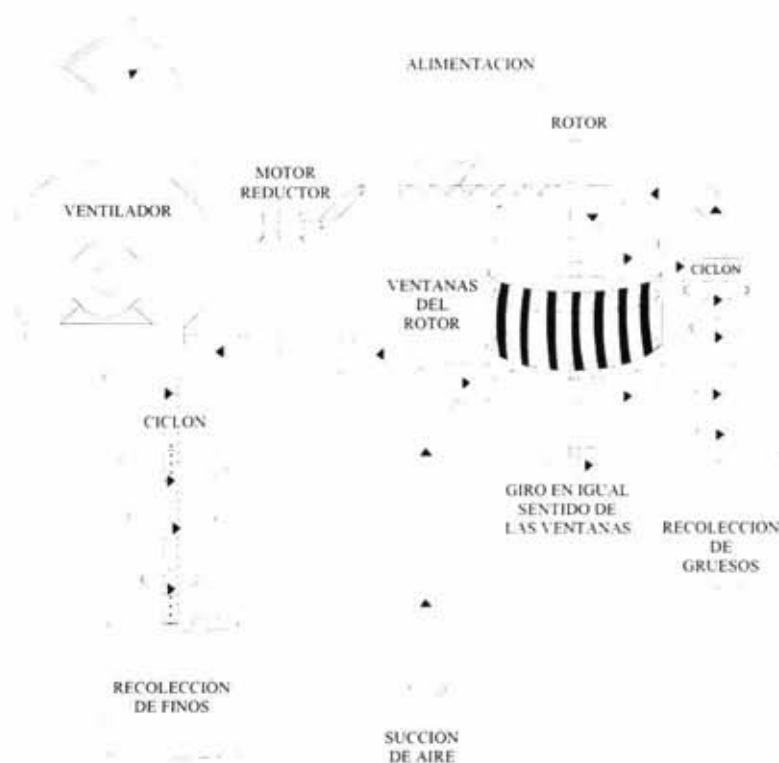 ALIMENTACION
ROTOR
MOTOR
REDUCTOR
VENTILADOR
CICLON
VENTANAS
DEL
ROTOR
CICLON
GIRO EN IGUAL
SENTIDO DE
LAS VENTANAS
RECOLECCION
DE
GRUESOS
RECOLECCIÓN
DE FINOS
SUCCION
DE AIRE